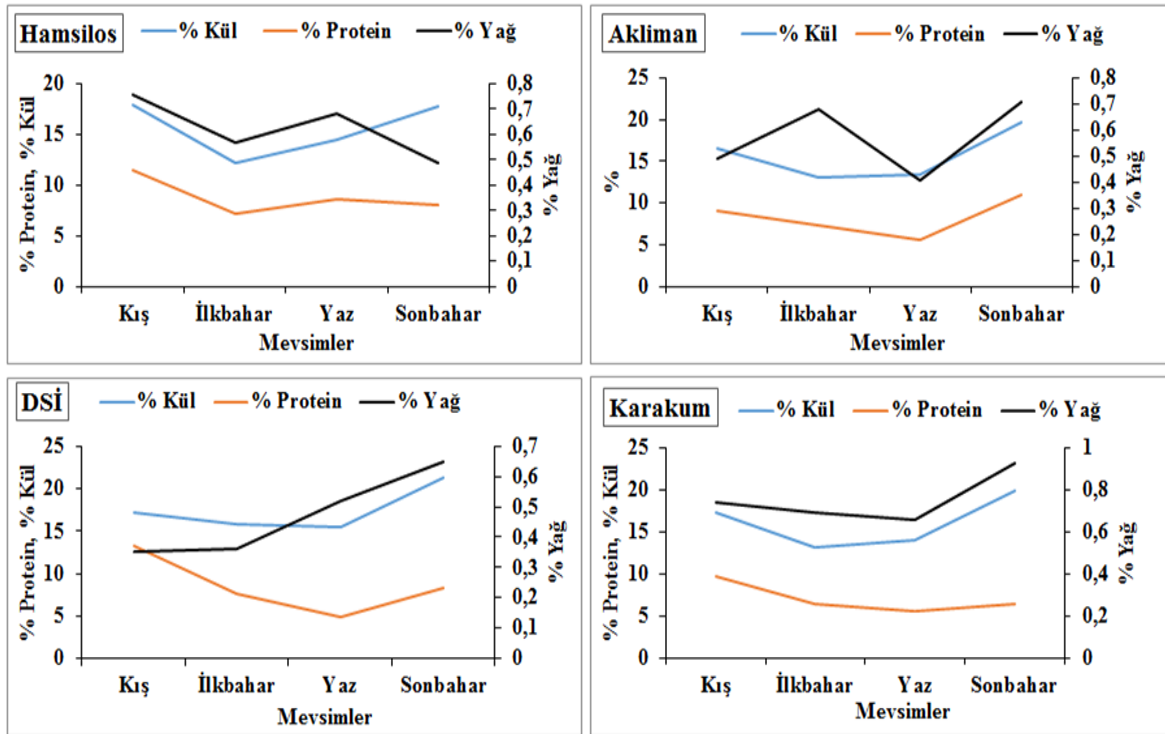 Hamsilos
% Kül % Protein % Yağ
% Protein, % Kül
20
15
10
5
0
0,8
0,7
0,6
0,5
0,4
0,3
0,2
0,1
0
% Yağ
Kış İlkbahar Yaz Sonbahar
Mevsimler
Akliman
% Kül % Protein % Yağ
%
25
20
15
10
5
0
0,8
0,7
0,6
0,5
0,4
0,3
0,2
0,1
0
% Yağ
Kış İlkbahar Yaz Sonbahar
Mevsimler
DSİ
% Kül % Protein % Yağ
% Protein, % Kül
25
20
15
10
5
0
0,7
0,6
0,5
0,4
0,3
0,2
0,1
0
% Yağ
Kış İlkbahar Yaz Sonbahar
Mevsimler
Karakum
% Kül % Protein % Yağ
% Protein, % Kül
25
20
15
10
5
0
1
0,8
0,6
0,4
0,2
0
% Yağ
Kış İlkbahar Yaz Sonbahar
Mevsimler